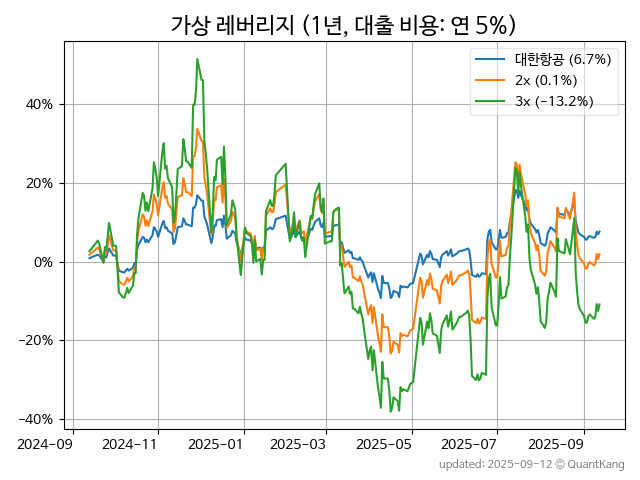 가상 레버리지 (1년, 대출 비용: 연 5%)
대한항공 (6.7%)
2x (0.1%)
3x (−13.2%)
40%
20%
0%
−20%
−40%
2024-09 2024-11 2025-01 2025-03 2025-05 2025-07 2025-09
updated: 2025-09-12 © QuantKang